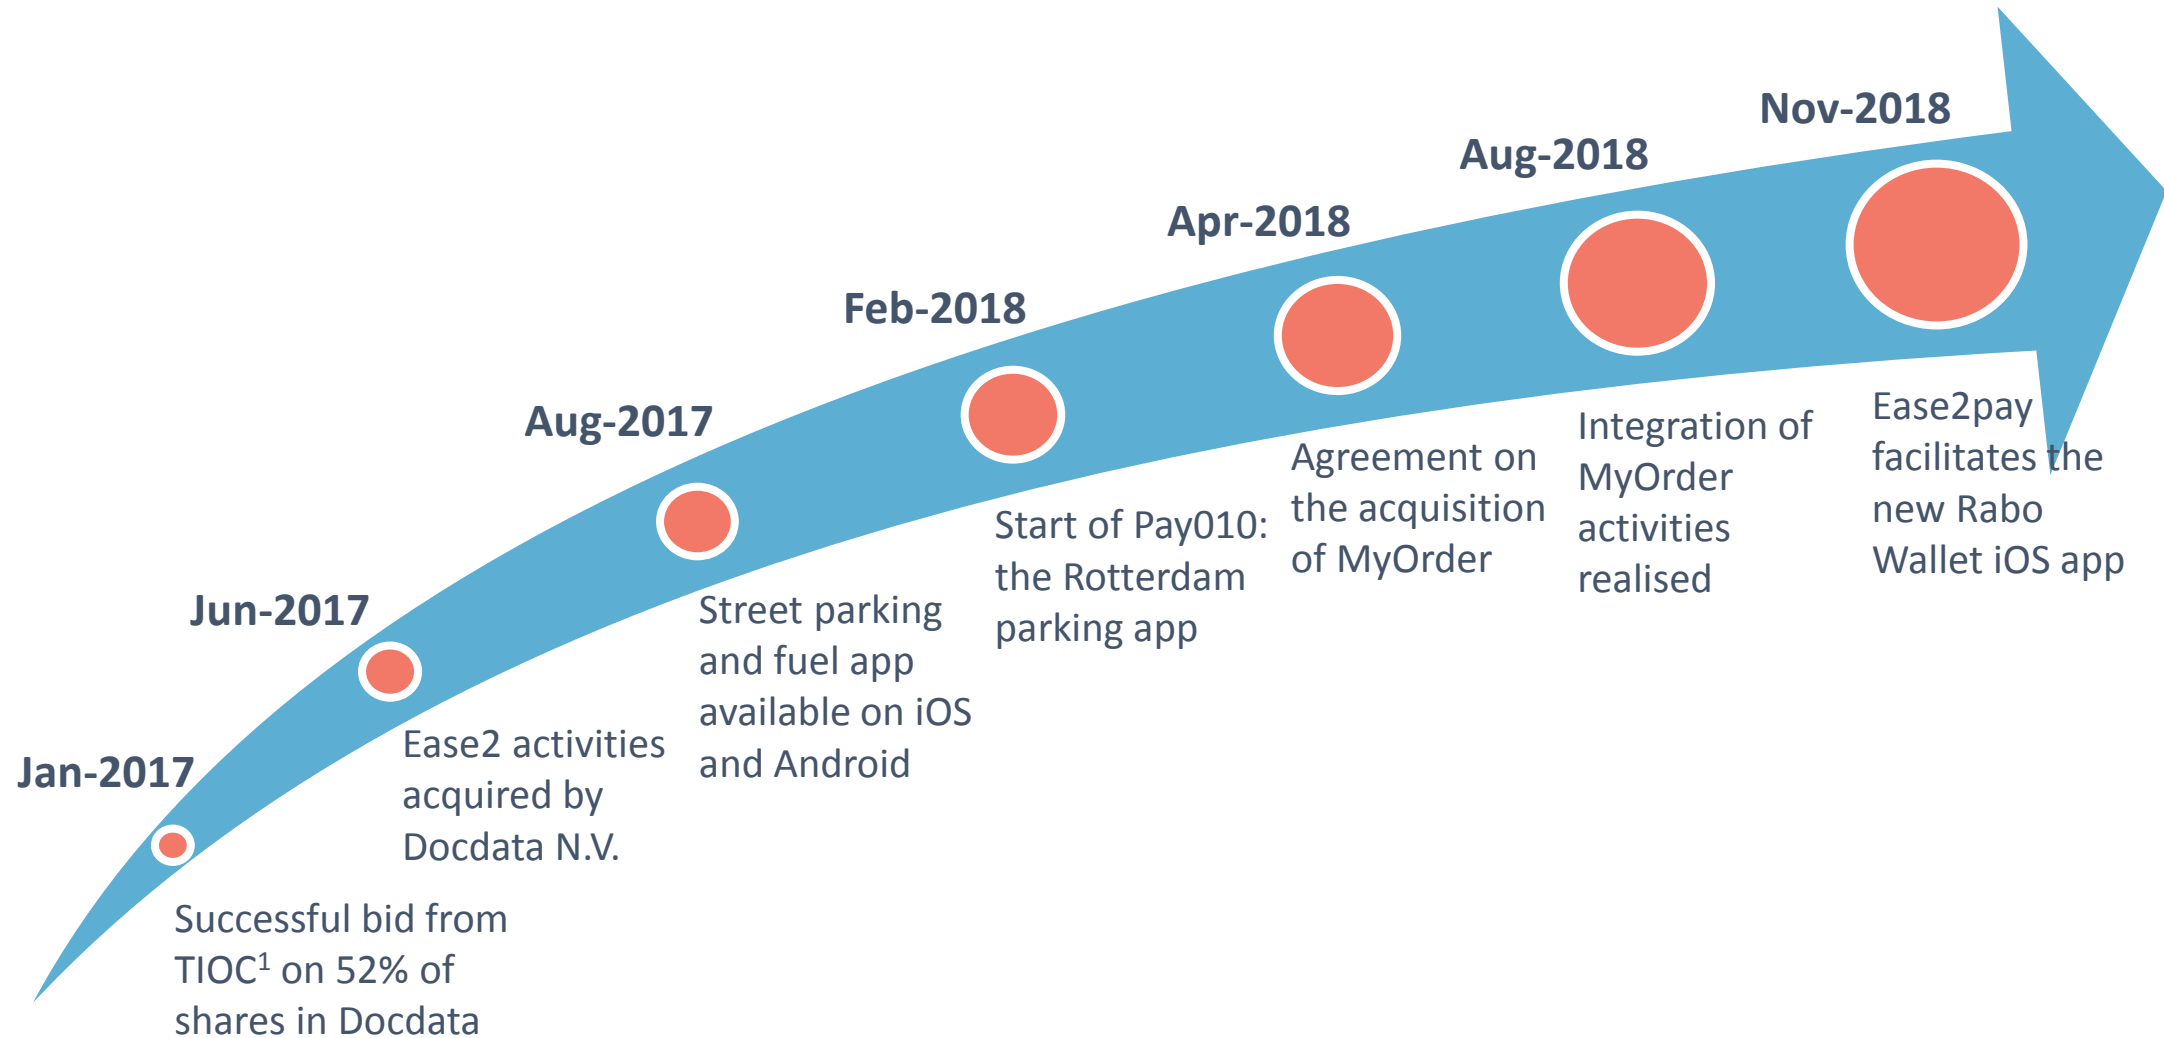 Jan-2017
Successful bid from
TIOC¹ on 52% of
shares in Docdata
Jun-2017
Ease2 activities
acquired by
Docdata N.V.
Aug-2017
Street parking
and fuel app
available on iOS
and Android
Feb-2018
Start of Pay010:
the Rotterdam
parking app
Apr-2018
Agreement on
the acquisition
of MyOrder
Aug-2018
Integration of
MyOrder
activities
realised
Nov-2018
Ease2pay
facilitates the
new Rabo
Wallet iOS app